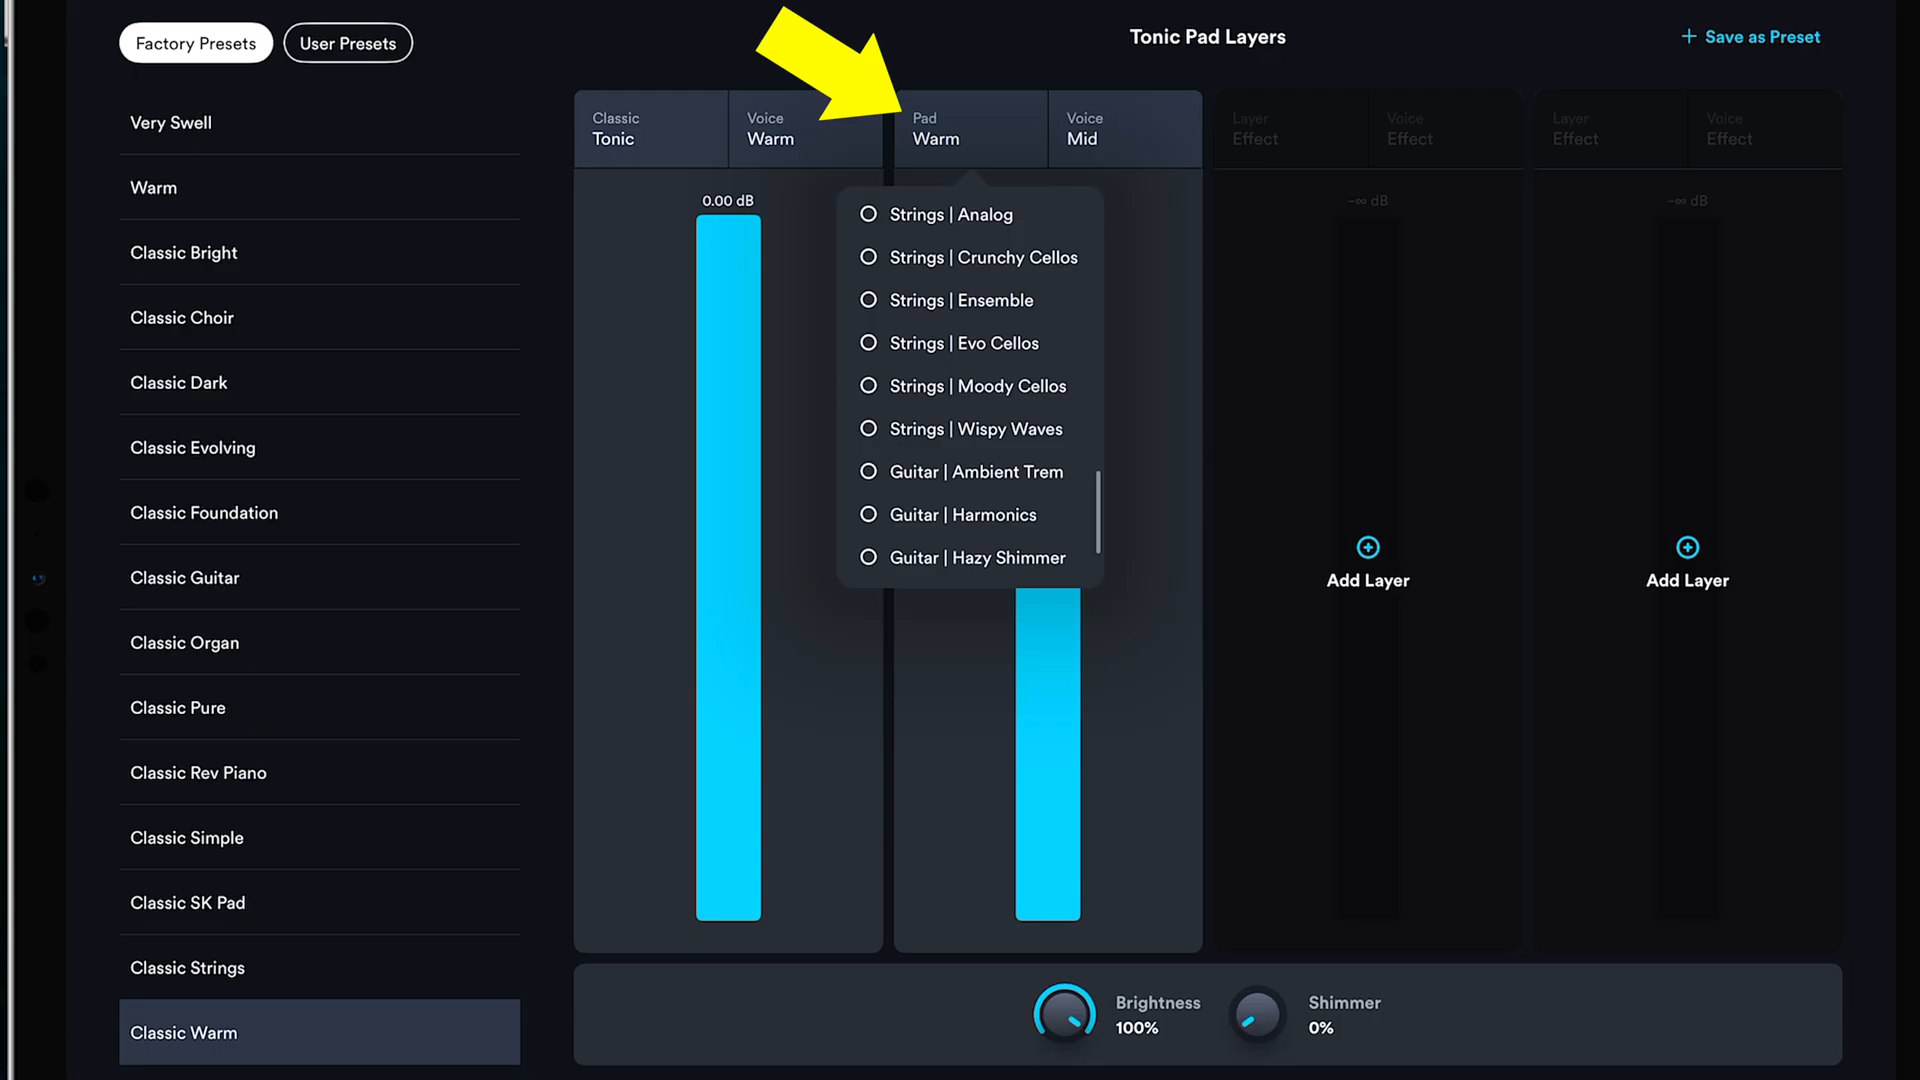 Factory Presets
User Presets
Tonic Pad Layers
+ Save as Preset
Very Swell
Warm
Classic Bright
Classic Choir
Classic Dark
Classic Evolving
Classic Foundation
Classic Guitar
Classic Organ
Classic Pure
Classic Rev Piano
Classic Simple
Classic SK Pad
Classic Strings
Classic Warm
Classic
Tonic
Voice
Warm
0.00 dB
Pad
Warm
Voice
Mid
Strings | Analog
Strings | Crunchy Cellos
Strings | Ensemble
Strings | Evo Cellos
Strings | Moody Cellos
Strings | Wispy Waves
Guitar | Ambient Trem
Guitar | Harmonics
Guitar | Hazy Shimmer
Layer
Effect
Voice
Effect
-∞ dB
Add Layer
Layer
Effect
Voice
Effect
-∞ dB
Add Layer
Brightness
100%
Shimmer
0%